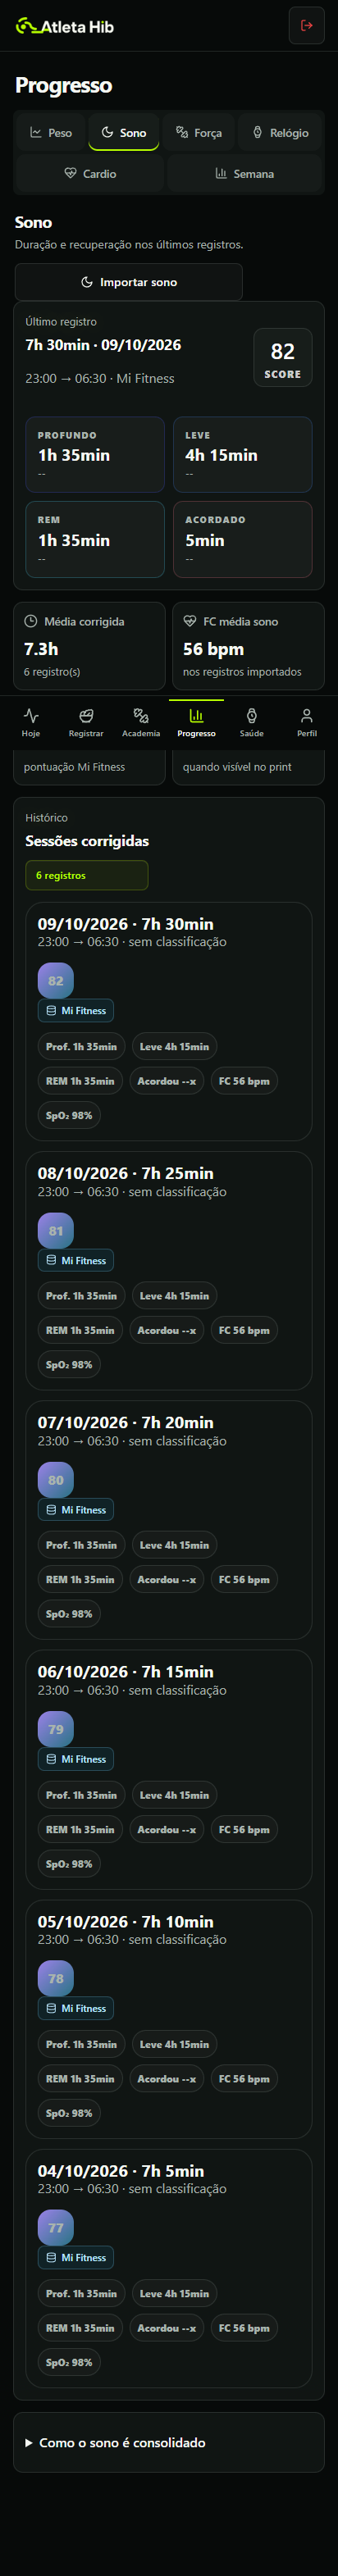 Atleta Hib
Progresso
Peso
Sono
Força
Relógio
Cardio
Semana
Sono
Duração e recuperação nos últimos registros.
Importar sono
Último registro
7h 30min · 09/10/2026
23:00 → 06:30 · Mi Fitness
82
SCORE
PROFUNDO
1h 35min
--
LEVE
4h 15min
--
REM
1h 35min
--
ACORDADO
5min
--
Média corrigida
7.3h
6 registro(s)
FC média sono
56 bpm
nos registros importados
Hoje
Registrar
Academia
Progresso
Saúde
Perfil
pontuação Mi Fitness
quando visível no print
Histórico
Sessões corrigidas
6 registros
09/10/2026 · 7h 30min
23:00 → 06:30 · sem classificação
82
Mi Fitness
Prof. 1h 35min
Leve 4h 15min
REM 1h 35min
Acordou --x
FC 56 bpm
SpO₂ 98%
08/10/2026 · 7h 25min
23:00 → 06:30 · sem classificação
81
Mi Fitness
Prof. 1h 35min
Leve 4h 15min
REM 1h 35min
Acordou --x
FC 56 bpm
SpO₂ 98%
07/10/2026 · 7h 20min
23:00 → 06:30 · sem classificação
80
Mi Fitness
Prof. 1h 35min
Leve 4h 15min
REM 1h 35min
Acordou --x
FC 56 bpm
SpO₂ 98%
06/10/2026 · 7h 15min
23:00 → 06:30 · sem classificação
79
Mi Fitness
Prof. 1h 35min
Leve 4h 15min
REM 1h 35min
Acordou --x
FC 56 bpm
SpO₂ 98%
05/10/2026 · 7h 10min
23:00 → 06:30 · sem classificação
78
Mi Fitness
Prof. 1h 35min
Leve 4h 15min
REM 1h 35min
Acordou --x
FC 56 bpm
SpO₂ 98%
04/10/2026 · 7h 5min
23:00 → 06:30 · sem classificação
77
Mi Fitness
Prof. 1h 35min
Leve 4h 15min
REM 1h 35min
Acordou --x
FC 56 bpm
SpO₂ 98%
Como o sono é consolidado